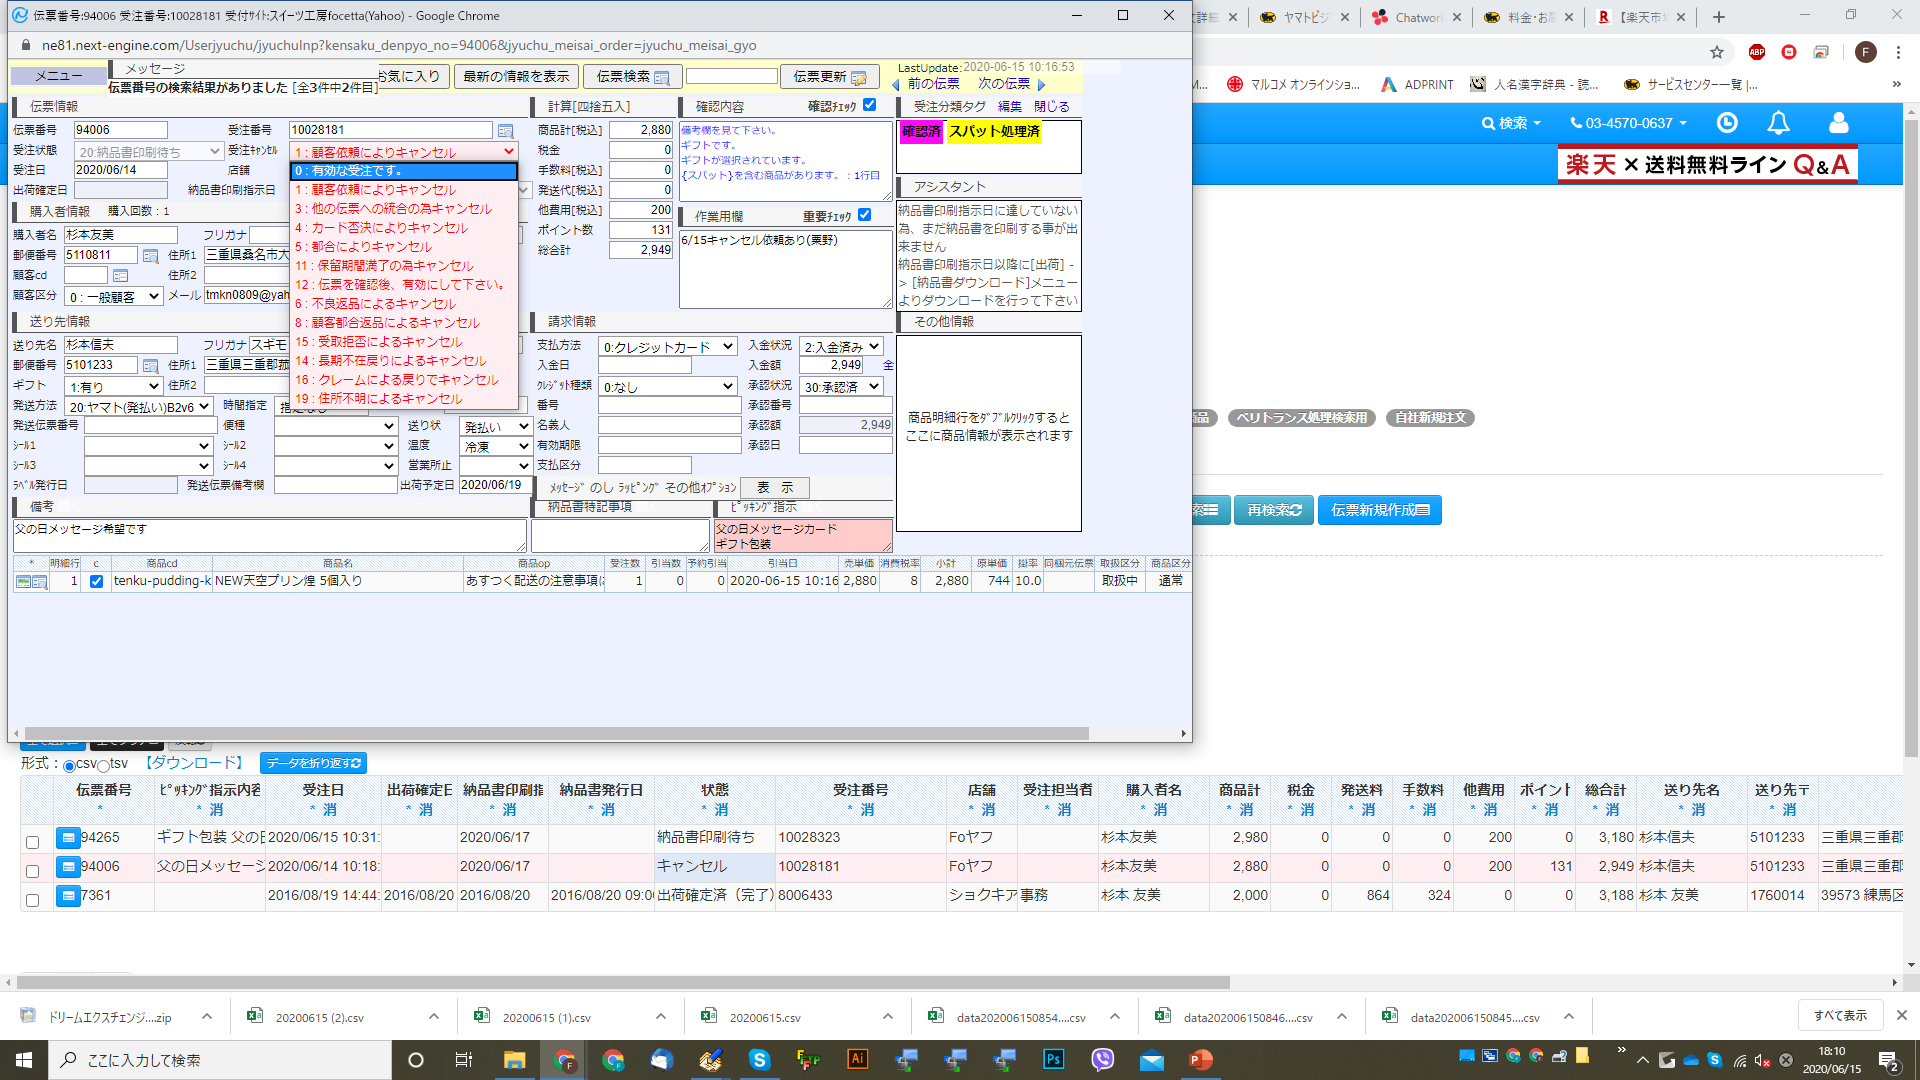 伝票番号:94006 受注番号:10028181 受付ｻｲﾄ:スイーツ工房focetta(Yahoo) - Google Chrome
ne81.next-engine.com/Userjyuchu/jyuchuInp?kensaku_denpyo_no=94006&jyuchu_meisai_order=jyuchu_meisai_gyo
メニュー メッセージ お気に入り 最新の情報を表示 伝票検索 伝票更新 LastUpdate:2020-06-15 10:16:53
伝票番号の検索結果がありました [全3件中2件目] 前の伝票 次の伝票
伝票情報 計算[四捨五入] 確認内容 確認ﾁｪｯｸ 受注分類タグ 編集 閉じる
伝票番号 94006 受注番号 10028181 商品計[税込] 2,880
備考欄を見て下さい。
ギフトです。
ギフトが選択されています。
{スパット}を含む商品があります。：1行目
確認済 スパット処理済
受注状態 20:納品書印刷待ち 受注ｷｬﾝｾﾙ 1 : 顧客依頼によりキャンセル 税金 0
受注日 2020/06/14 店舗 手数料[税込] 0
出荷確定日 納品書印刷指示日 発送代[税込] 0
0 : 有効な受注です。
1 : 顧客依頼によりキャンセル
3 : 他の伝票への統合の為キャンセル
4 : カード否決によりキャンセル
5 : 都合によりキャンセル
11 : 保留期間満了の為キャンセル
12 : 伝票を確認後、有効にして下さい。
6 : 不良返品によるキャンセル
8 : 顧客都合返品によるキャンセル
15 : 受取拒否によるキャンセル
14 : 長期不在戻りによるキャンセル
16 : クレームによる戻りでキャンセル
19 : 住所不明によるキャンセル
購入者情報 購入回数 : 1 他費用[税込] 200 作業用欄 重要ﾁｪｯｸ
購入者名 杉本友美 フリガナ ポイント数 131
郵便番号 5110811 住所1 三重県桑名市大 総合計 2,949
6/15キャンセル依頼あり(粟野)
顧客cd 住所2
顧客区分 0 : 一般顧客 メール tmkn0809@yah
アシスタント
納品書印刷指示日に達していない
為、まだ納品書を印刷する事が出
来ません
納品書印刷指示日以降に[出荷] -
> [納品書ダウンロード]メニュー
よりダウンロードを行って下さい
送り先情報 請求情報 その他情報
送り先名 杉本信夫 フリガナ スギモ 支払方法 0:クレジットカード 入金状況 2:入金済み
郵便番号 5101233 住所1 三重県三重郡菰 入金日 入金額 2,949 全
ギフト 1:有り 住所2 ｸﾚｼﾞｯﾄ種類 0:なし 承認状況 30:承認済
発送方法 20:ヤマト(発払い)B2v6 時間指定 指定なし 番号 承認番号
発送伝票番号 便種 送り状 発払い 名義人 承認額 2,949
ｼｰﾙ1 ｼｰﾙ2 温度 冷凍 有効期限 承認日
ｼｰﾙ3 ｼｰﾙ4 営業所止 支払区分
ﾗﾍﾞﾙ発行日 発送伝票備考欄 出荷予定日 2020/06/19 ﾒｯｾｰｼﾞ のし ﾗｯﾋﾟﾝｸﾞ その他ｵﾌﾟｼｮﾝ 表 示
商品明細行をﾀﾞﾌﾞﾙｸﾘｯｸすると
ここに商品情報が表示されます
備考 納品書特記事項 ﾋﾟｯｷﾝｸﾞ指示
父の日メッセージ希望です 父の日メッセージカード
ギフト包装
* 明細行 c 商品cd 商品名 商品op 受注数 引当数 予約引当 引当日 売単価 消費税率 小計 原単価 掛率 同梱元伝票 取扱区分 商品区分
1 tenku-pudding-k NEW天空プリン煌 5個入り あすつく配送の注意事項に 1 0 0 2020-06-15 10:16 2,880 8 2,880 744 10.0 取扱中 通常
ヤマトビジ Chatwor 料金･お届 【楽天市場
マルコメ オンラインショ... ADPRINT 人名漢字辞典 - 読... サービスセンター一覧 |...
検索 03-4570-0637
楽天 × 送料無料ライン Q&A
ベリトランス処理検索用 自社新規注文
再検索 伝票新規作成
形式： csv tsv 【ダウンロード】 データを折り返す
伝票番号 ﾋﾟｯｷﾝｸﾞ指示内容 受注日 出荷確定日 納品書印刷指 納品書発行日 状態 受注番号 店舗 受注担当者 購入者名 商品計 税金 発送料 手数料 他費用 ポイント 総合計 送り先名 送り先〒
* * 消 * 消 * 消 * 消 * 消 * 消 * 消 * 消 * 消 * 消 * 消 * 消 * 消 * 消 * 消 * 消 * 消 * 消 * 消
94265 ギフト包装 父の日 2020/06/15 10:31: 2020/06/17 納品書印刷待ち 10028323 Foヤフ 杉本友美 2,980 0 0 0 200 0 3,180 杉本信夫 5101233 三重県三重郡
94006 父の日メッセージ 2020/06/14 10:18: 2020/06/17 キャンセル 10028181 Foヤフ 杉本友美 2,880 0 0 0 200 131 2,949 杉本信夫 5101233 三重県三重郡
7361 2016/08/19 14:44: 2016/08/20 2016/08/20 2016/08/20 09:0 出荷確定済（完了） 8006433 ショクキア 事務 杉本 友美 2,000 0 864 324 0 0 3,188 杉本 友美 1760014 39573 練馬区
ドリームエクスチェンジ....zip 20200615 (2).csv 20200615 (1).csv 20200615.csv data202006150854....csv data202006150846....csv data202006150845....csv すべて表示
ここに入力して検索 18:10
2020/06/15